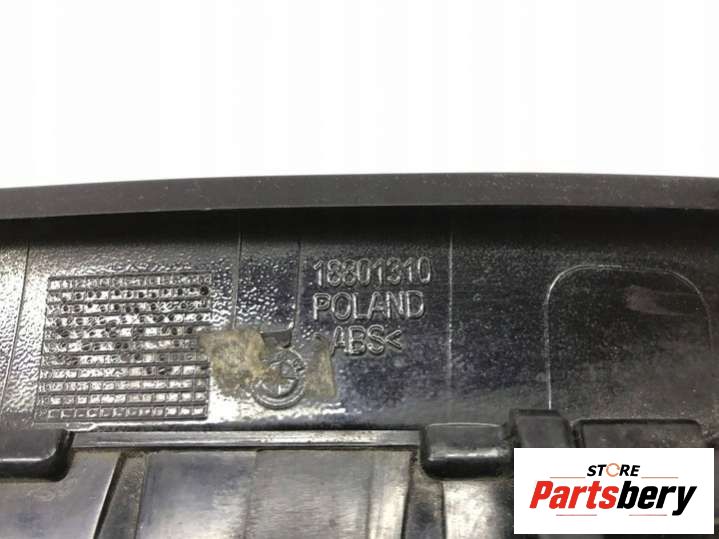 18801310
POLAND
>ABS<
STORE
Partsbery